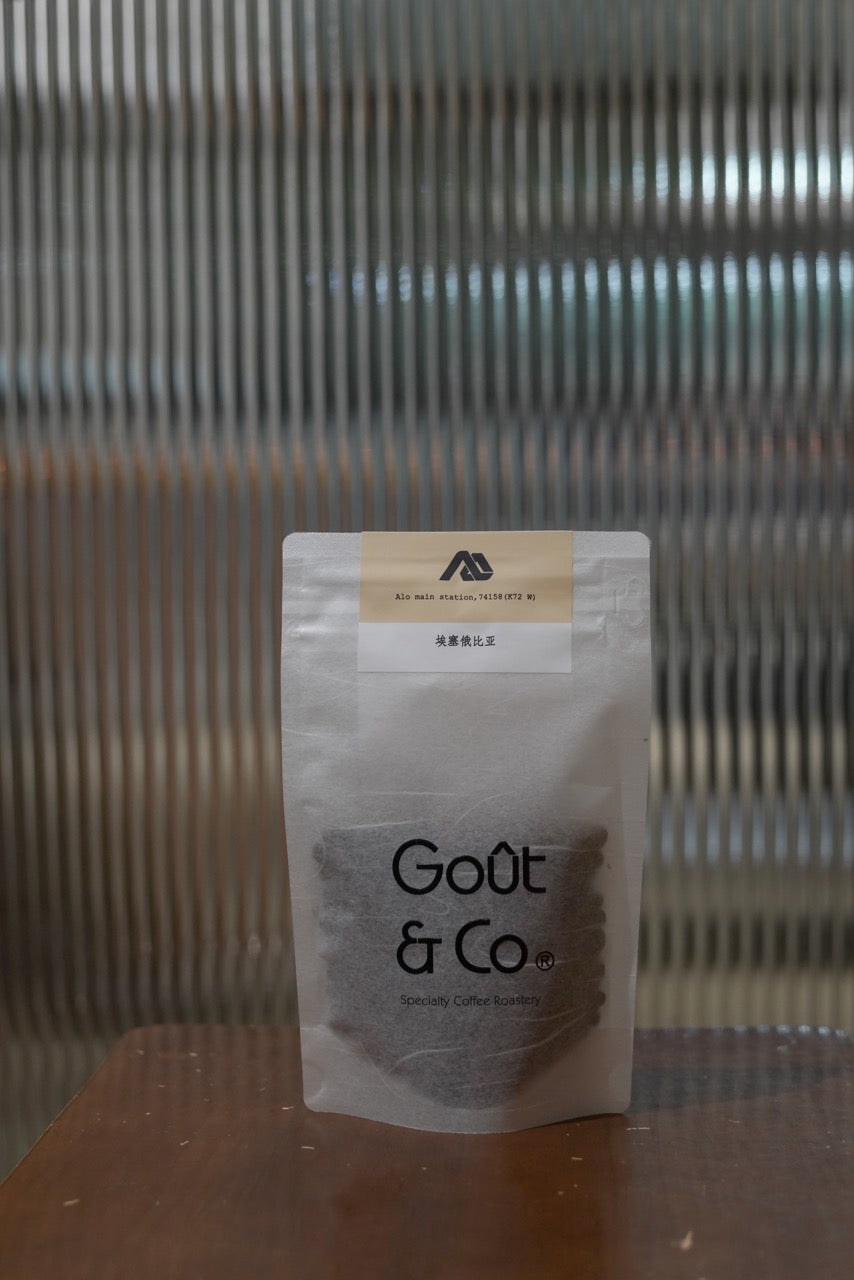 Alo main station,74158(K72 W)
埃塞俄比亚
Goût
& Co ®
Specialty Coffee Roastery